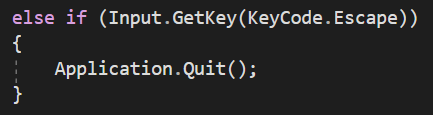 else if (Input.GetKey(KeyCode.Escape))
{
    Application.Quit();
}